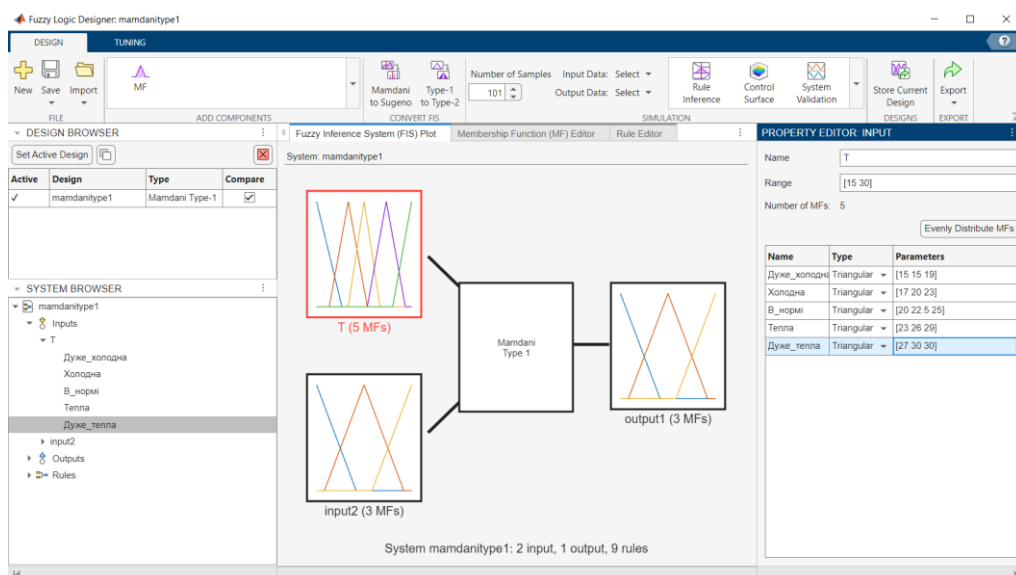 Fuzzy Logic Designer: mamdanitype1
DESIGN TUNING
New Save Import
MF
Mamdani to Sugeno
Type-1 to Type-2
Number of Samples 101
Input Data: Select
Output Data: Select
Rule Inference
Control Surface
System Validation
Store Current Design
Export
FILE ADD COMPONENTS CONVERT FIS SIMULATION DESIGNS EXPORT
DESIGN BROWSER
Set Active Design
Active Design Type Compare
mamdanitype1 Mamdani Type-1
SYSTEM BROWSER
mamdanitype1
Inputs
T
Дуже_холодна
Холодна
В_нормі
Тепла
Дуже_тепла
input2
Outputs
Rules
Fuzzy Inference System (FIS) Plot Membership Function (MF) Editor Rule Editor
System: mamdanitype1
T (5 MFs)
Mamdani
Type 1
output1 (3 MFs)
input2 (3 MFs)
System mamdanitype1: 2 input, 1 output, 9 rules
PROPERTY EDITOR: INPUT
Name T
Range [15 30]
Number of MFs: 5
Evenly Distribute MFs
Name Type Parameters
Дуже_холодна Triangular [15 15 19]
Холодна Triangular [17 20 23]
В_нормі Triangular [20 22.5 25]
Тепла Triangular [23 26 29]
Дуже_тепла Triangular [27 30 30]